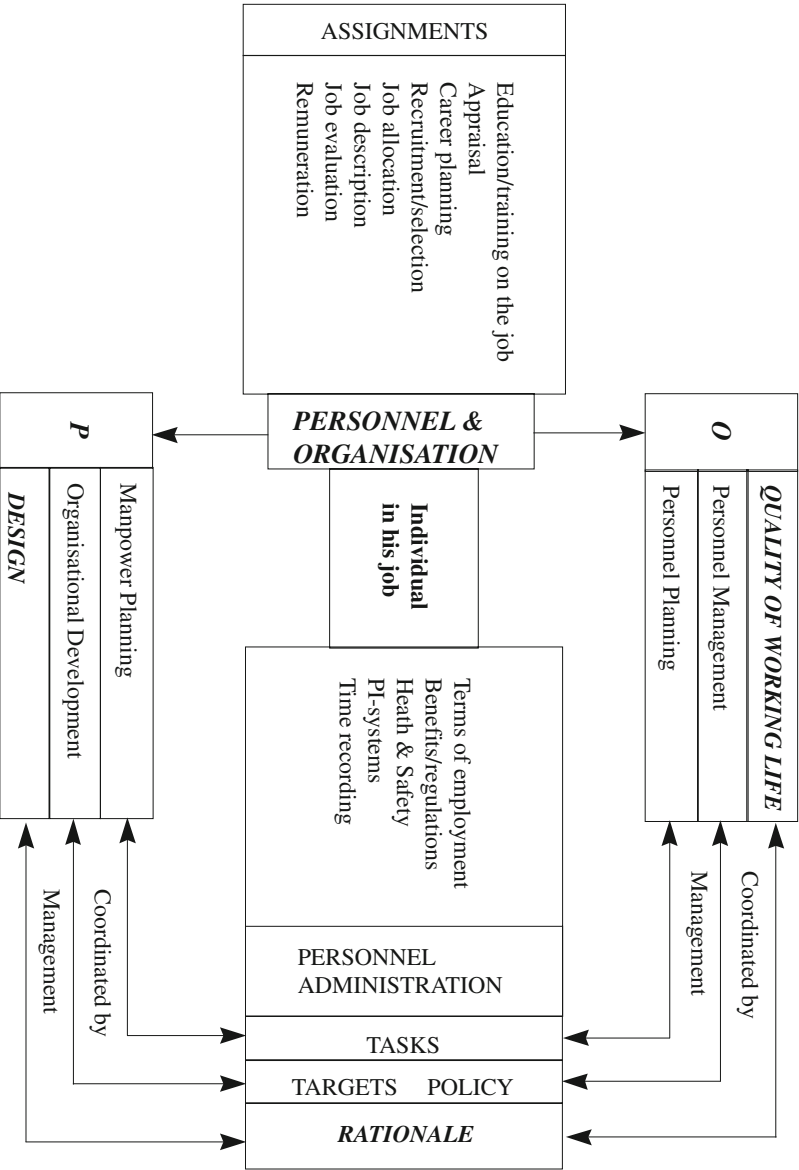 ASSIGNMENTS
Education/training on the job
Appraisal
Career planning
Recruitment/selection
Job allocation
Job description
Job evaluation
Remuneration
PERSONNEL &
ORGANISATION
P
Manpower Planning
Organisational Development
DESIGN
O
QUALITY OF WORKING LIFE
Personnel Management
Personnel Planning
Individual
in his job
Terms of employment
Benefits/regulations
Heath & Safety
PI-systems
Time recording
PERSONNEL
ADMINISTRATION
TASKS
TARGETS POLICY
RATIONALE
Coordinated by
Management
Coordinated by
Management